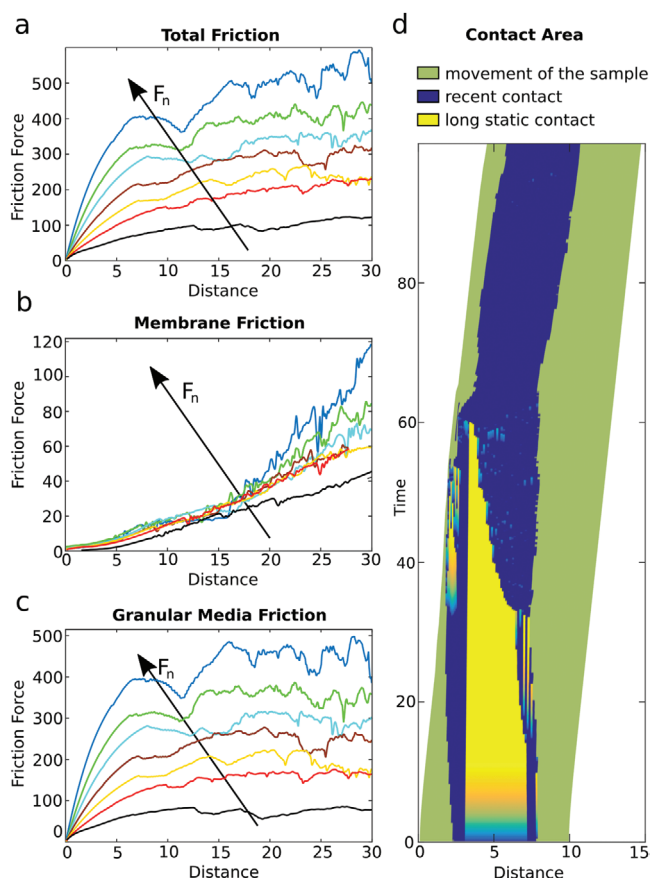 a
Total Friction
500
400
300
200
100
0
0 5 10 15 20 25 30
Friction Force
Distance
F n
b
Membrane Friction
120
100
80
60
40
20
0
0 5 10 15 20 25 30
Friction Force
Distance
F n
c
Granular Media Friction
500
400
300
200
100
0
0 5 10 15 20 25 30
Friction Force
Distance
F n
d
Contact Area
movement of the sample
recent contact
long static contact
80
60
40
20
0
0 5 10 15
Time
Distance